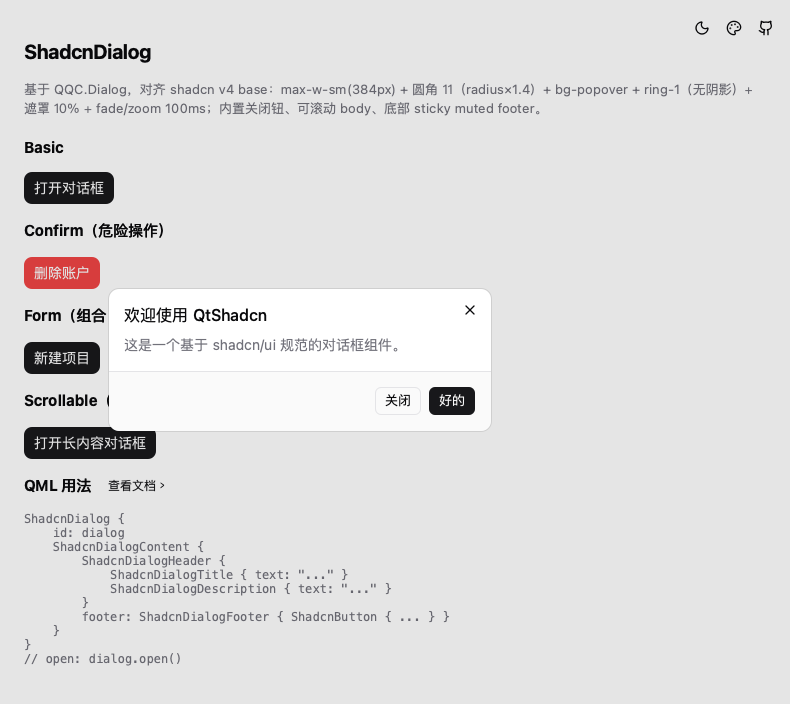 ShadcnDialog
基于 QQC.Dialog，对齐 shadcn v4 base：max-w-sm(384px) + 圆角 11（radius×1.4）+ bg-popover + ring-1（无阴影）+
遮罩 10% + fade/zoom 100ms；内置关闭钮、可滚动 body、底部 sticky muted footer。
Basic
打开对话框
Confirm（危险操作）
删除账户
Form（组合
新建项目
欢迎使用 QtShadcn
这是一个基于 shadcn/ui 规范的对话框组件。
关闭
好的
Scrollable（
打开长内容对话框
QML 用法
查看文档 ›
ShadcnDialog {
    id: dialog
    ShadcnDialogContent {
        ShadcnDialogHeader {
            ShadcnDialogTitle { text: "..." }
            ShadcnDialogDescription { text: "..." }
        }
        footer: ShadcnDialogFooter { ShadcnButton { ... } }
    }
}
// open: dialog.open()